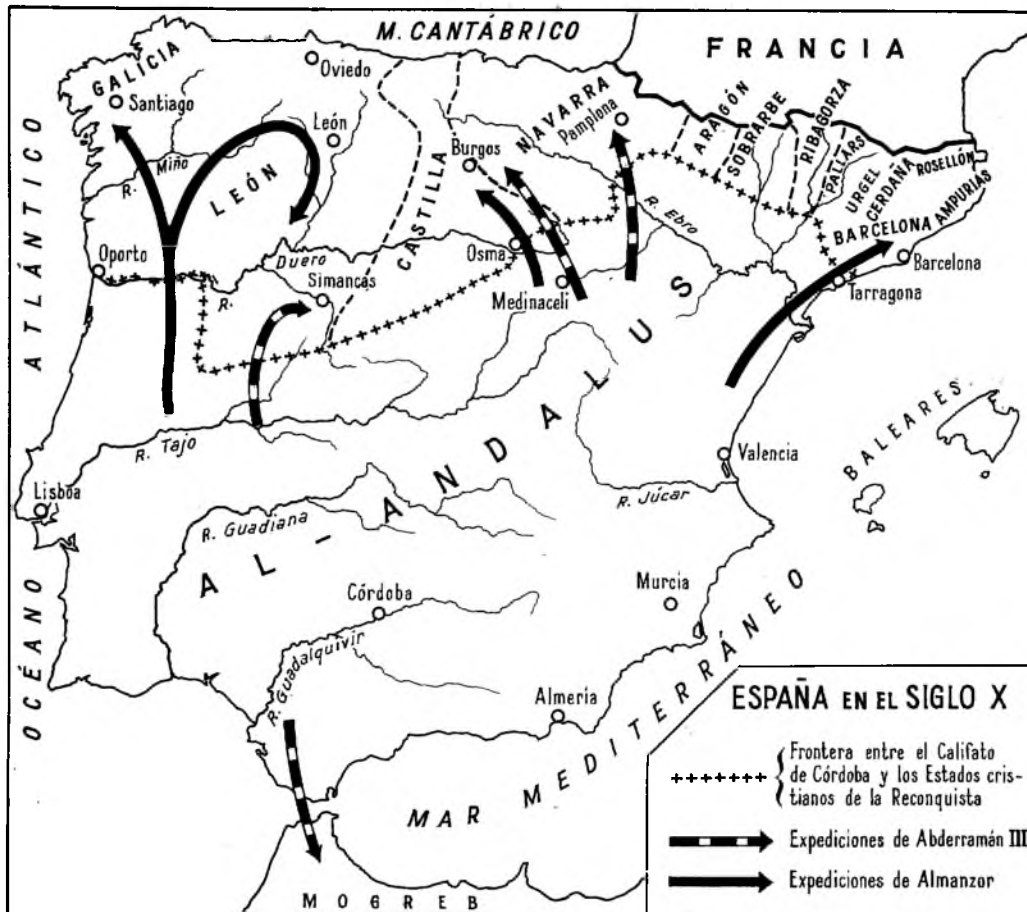 M. CANTÁBRICO
FRANCIA
GALICIA
Santiago
Oviedo
León
R. Miño
LEÓN
Burgos
NAVARRA
Pamplona
ARAGÓN
SOBRARBE
RIBAGORZA
PALLARS
URGEL
CERDAÑA
ROSELLÓN
AMPURIAS
BARCELONA
Barcelona
Tarragona
CASTILLA
R. Ebro
Oporto
R. Duero
Simancas
Osma
Medinaceli
OCÉANO ATLÁNTICO
R. Tajo
Lisboa
AL-ANDALUS
Valencia
BALEARES
R. Júcar
R. Guadiana
Córdoba
Murcia
R. Guadalquivir
Almería
MAR MEDITERRÁNEO
MOGREB
ESPAÑA EN EL SIGLO X
Frontera entre el Califato
de Córdoba y los Estados cris-
tianos de la Reconquista
Expediciones de Abderramán III
Expediciones de Almanzor